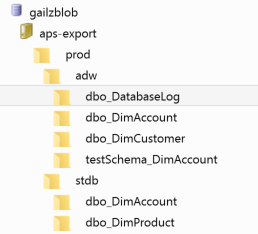 gailzblob
aps-export
prod
adw
dbo_DatabaseLog
dbo_DimAccount
dbo_DimCustomer
testSchema_DimAccount
stdb
dbo_DimAccount
dbo_DimProduct